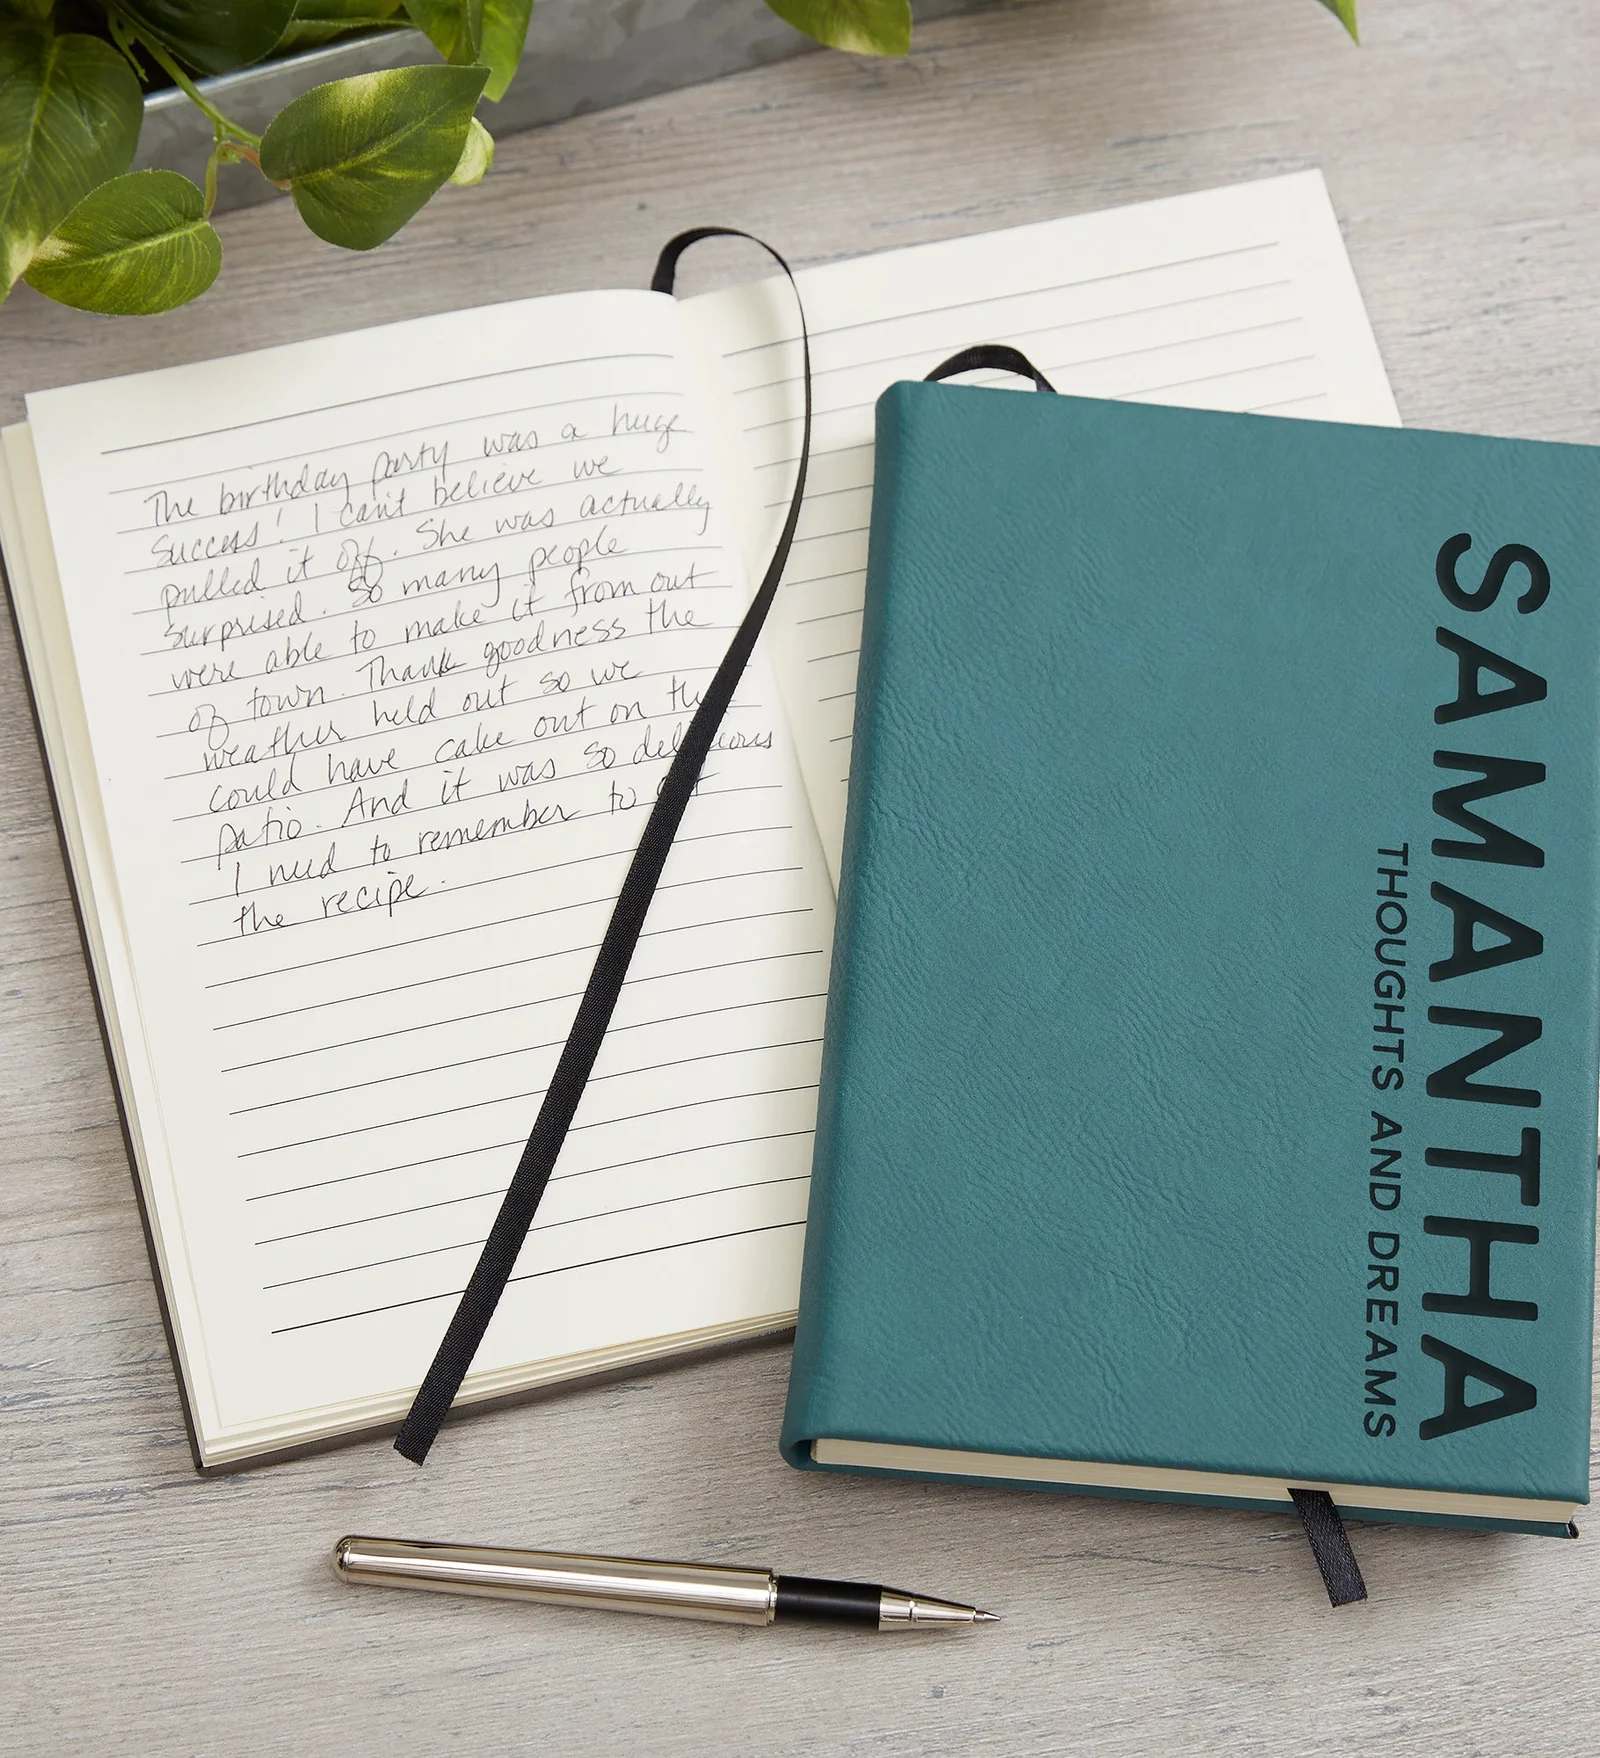 The birthday party was a huge
success! I can't believe we
pulled it off. She was actually
surprised. So many people
were able to make it from out
of town. Thank goodness the
weather held out so we
could have cake out on the
patio. And it was so delicious
I need to remember to
the recipe.
SAMANTHA
THOUGHTS AND DREAMS